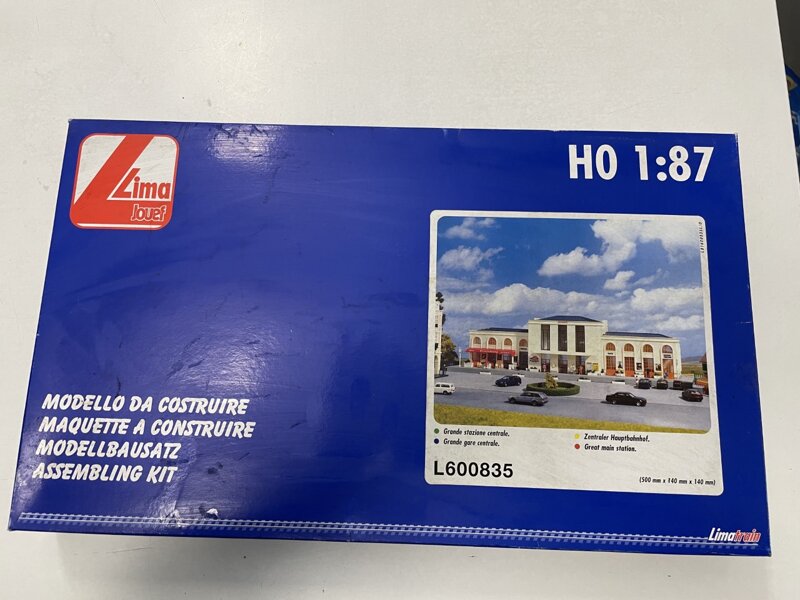 Lima
Jouef
H0 1:87
MODELLO DA COSTRUIRE
MAQUETTE A CONSTRUIRE
MODELLBAUSATZ
ASSEMBLING KIT
Grande stazione centrale.
Grande gare centrale.
Zentraler Hauptbahnhof.
Great main station.
L600835
(500 mm x 140 mm x 140 mm)
Limatrain